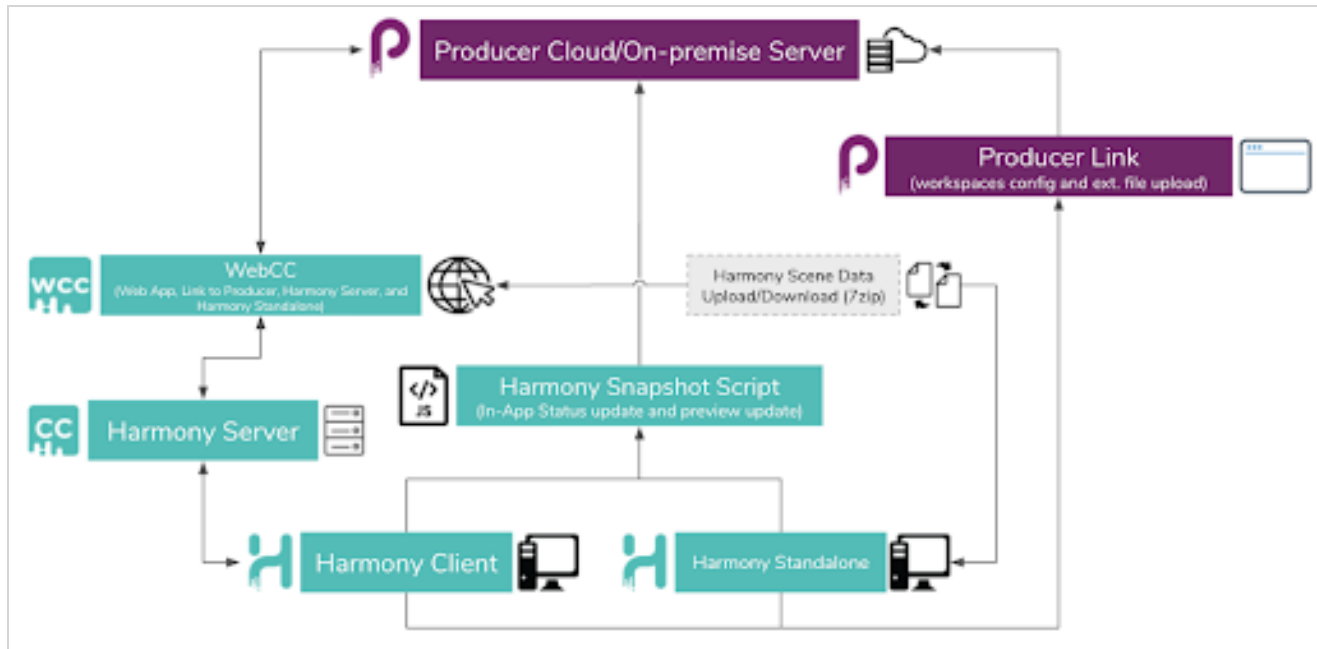 Producer Cloud/On-premise Server
Producer Link
(workspaces config and ext. file upload)
WCC
WebCC
(Web App, Link to Producer, Harmony Server, and
Harmony Standalone)
Harmony Scene Data
Upload/Download (7zip)
</>
JS
Harmony Snapshot Script
(In-App Status update and preview update)
CC
Harmony Server
Harmony Client
Harmony Standalone